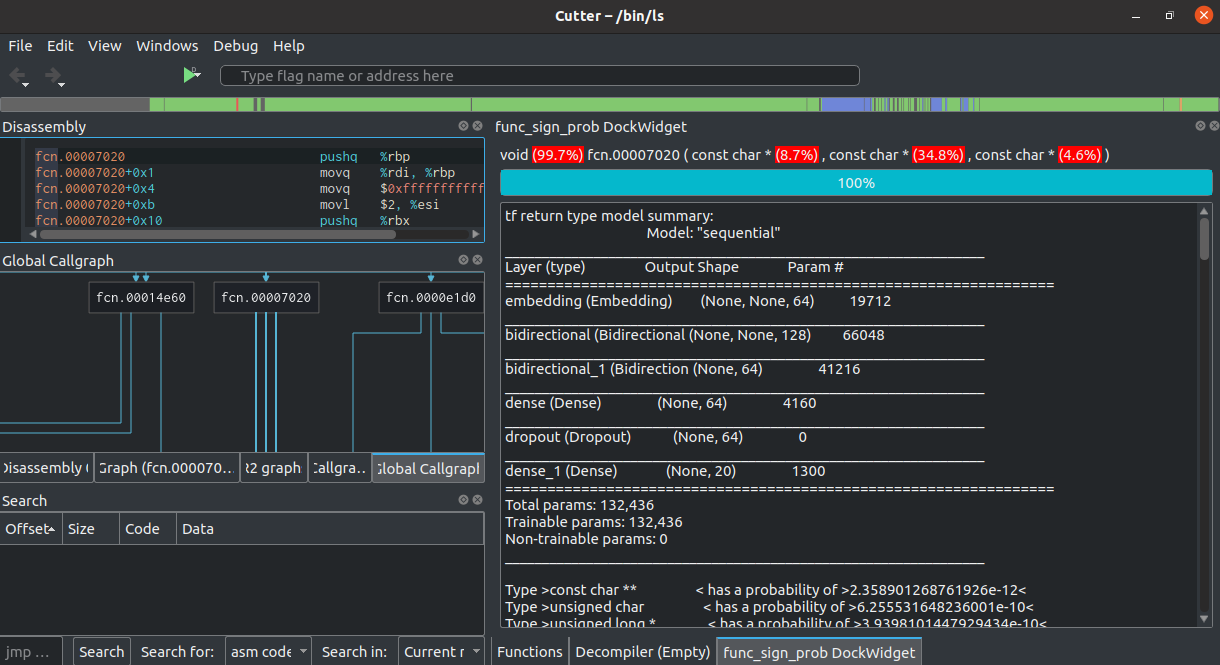 Cutter – /bin/ls
File Edit View Windows Debug Help
Type flag name or address here
Disassembly
fcn.00007020 pushq %rbp
fcn.00007020+0x1 movq %rdi, %rbp
fcn.00007020+0x4 movq $0xfffffffffff
fcn.00007020+0xb movl $2, %esi
fcn.00007020+0x10 pushq %rbx
Global Callgraph
fcn.00014e60 fcn.00007020 fcn.0000e1d0
Disassembly Graph (fcn.000070... R2 graph Callgra... Global Callgraph
Search
Offset Size Code Data
jmp ... Search Search for: asm code Search in: Current r
func_sign_prob DockWidget
void (99.7%) fcn.00007020 ( const char * (8.7%) , const char * (34.8%) , const char * (4.6%) )
100%
tf return type model summary:
Model: "sequential"
Layer (type) Output Shape Param #
=================================================================
embedding (Embedding) (None, None, 64) 19712
bidirectional (Bidirectional (None, None, 128) 66048
bidirectional_1 (Bidirection (None, 64) 41216
dense (Dense) (None, 64) 4160
dropout (Dropout) (None, 64) 0
dense_1 (Dense) (None, 20) 1300
=================================================================
Total params: 132,436
Trainable params: 132,436
Non-trainable params: 0
Type >const char ** < has a probability of >2.358901268761926e-12<
Type >unsigned char < has a probability of >6.255531648236001e-10<
Type >unsigned long * < has a probability of >3.9398101447929434e-10<
Functions Decompiler (Empty) func_sign_prob DockWidget